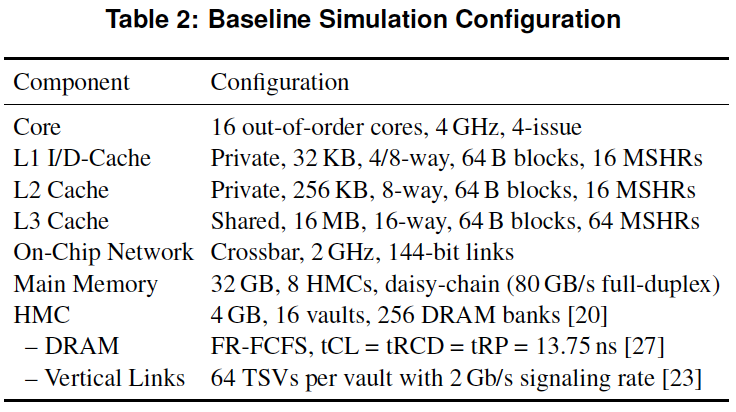 Table 2: Baseline Simulation Configuration
Component Configuration
Core 16 out-of-order cores, 4 GHz, 4-issue
L1 I/D-Cache Private, 32 KB, 4/8-way, 64 B blocks, 16 MSHRs
L2 Cache Private, 256 KB, 8-way, 64 B blocks, 16 MSHRs
L3 Cache Shared, 16 MB, 16-way, 64 B blocks, 64 MSHRs
On-Chip Network Crossbar, 2 GHz, 144-bit links
Main Memory 32 GB, 8 HMCs, daisy-chain (80 GB/s full-duplex)
HMC 4 GB, 16 vaults, 256 DRAM banks [20]
– DRAM FR-FCFS, tCL = tRCD = tRP = 13.75 ns [27]
– Vertical Links 64 TSVs per vault with 2 Gb/s signaling rate [23]